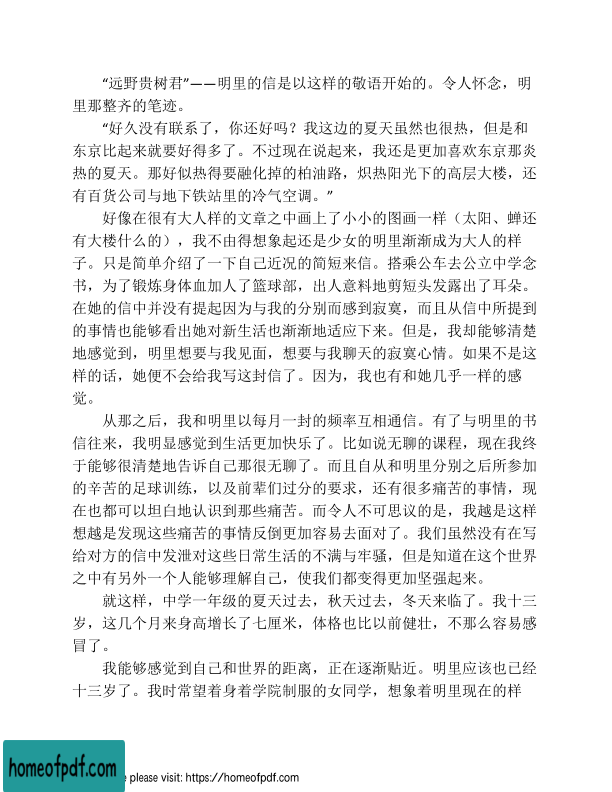 “远野贵树君”——明里的信是以这样的敬语开始的。令人怀念，明
里那整齐的笔迹。
“好久没有联系了，你还好吗？我这边的夏天虽然也很热，但是和
东京比起来就要好得多了。不过现在说起来，我还是更加喜欢东京那炎
热的夏天。那好似热得要融化掉的柏油路，炽热阳光下的高层大楼，还
有百货公司与地下铁站里的冷气空调。”
好像在很有大人样的文章之中画上了小小的图画一样（太阳、蝉还
有大楼什么的），我不由得想象起还是少女的明里渐渐成为大人的样
子。只是简单介绍了一下自己近况的简短来信。搭乘公车去公立中学念
书，为了锻炼身体血加人了篮球部，出人意料地剪短头发露出了耳朵。
在她的信中并没有提起因为与我的分别而感到寂寞，而且从信中所提到
的事情也能够看出她对新生活也渐渐地适应下来。但是，我却能够清楚
地感觉到，明里想要与我见面，想要与我聊天的寂寞心情。如果不是这
样的话，她便不会给我写这封信了。因为，我也有和她几乎一样的感
觉。
从那之后，我和明里以每月一封的频率互相通信。有了与明里的书
信往来，我明显感觉到生活更加快乐了。比如说无聊的课程，现在我终
于能够很清楚地告诉自己那很无聊了。而且自从和明里分别之后所参加
的辛苦的足球训练，以及前辈们过分的要求，还有很多痛苦的事情，现
在也都可以坦白地认识到那些痛苦。而令人不可思议的是，我越是这样
想越是发现这些痛苦的事情反倒更加容易去面对了。我们虽然没有在写
给对方的信中发泄对这些日常生活的不满与牢骚，但是知道在这个世界
之中有另外一个人能够理解自己，使我们都变得更加坚强起来。
就这样，中学一年级的夏天过去，秋天过去，冬天来临了。我十三
岁，这几个月来身高增长了七厘米，体格也比以前健壮，不那么容易感
冒了。
我能够感觉到自己和世界的距离，正在逐渐贴近。明里应该也已经
十三岁了。我时常望着身着学院制服的女同学，想象着明里现在的样
homeofpdf.com
please visit: https://homeofpdf.com